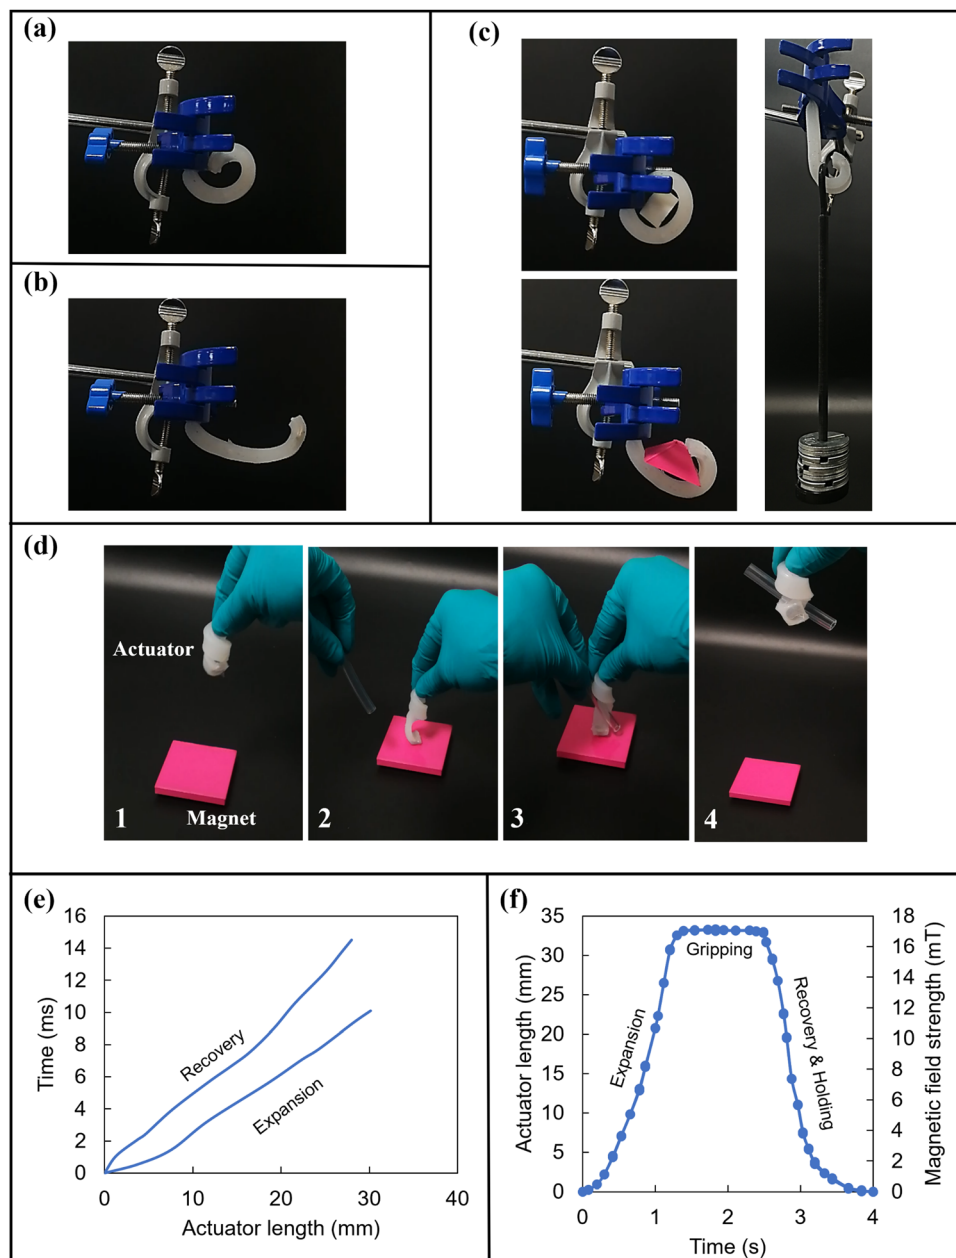 (a)
(b)
(c)
(d)
Actuator
Magnet
1
2
3
4
(e)
16
14
12
10
8
6
4
2
0
Time (ms)
Recovery
Expansion
0 10 20 30 40
Actuator length (mm)
(f)
35
30
25
20
15
10
5
0
Actuator length (mm)
Expansion
Gripping
Recovery & Holding
18
16
14
12
10
8
6
4
2
0
Magnetic field strength (mT)
0 1 2 3 4
Time (s)